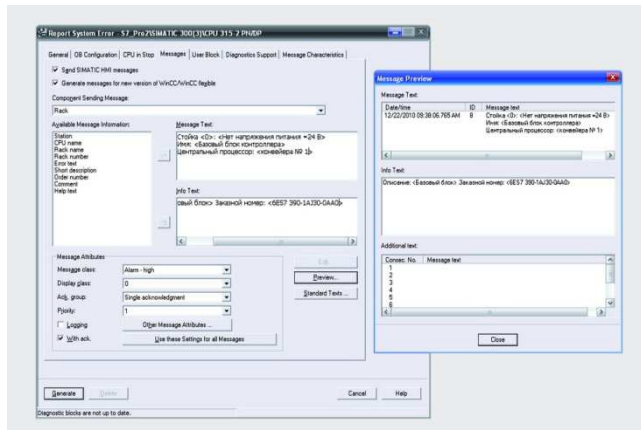 Report System Error - S7_Pro2\SIMATIC 300(3)\CPU 315 2 PN/DP
General OB Configuration CPU in Stop Messages User Block Diagnostics Support Message Characteristics
Send SIMATIC HMI messages
Generate messages for new version of WinCC/WinCC flexible
Component Sending Message:
Rack
Available Message Information:
Station
CPU name
Rack name
Rack number
Error text
Short description
Order number
Comment
Help text
Message Text:
Стойка <0>: <Нет напряжения питания =24 В>
Имя: <Базовый блок контроллера>
Центральный процессор: <конвейера № 1>
Info Text:
овый блок> Заказной номер: <6ES7 390-1AJ30-0AA0>
Message Attributes
Message class: Alarm - high
Display class: 0
Ack. group: Single acknowledgment
Priority: 1
Logging Other Message Attributes ...
With ack. Use these Settings for all Messages
Edit...
Preview...
Standard Texts ...
Generate Delete Cancel Help
Diagnostic blocks are not up to date.
Message Preview
Message Text:
Date/time ID Message text
12/22/2010 09:38:06.765 AM 8 Стойка <0>: <Нет напряжения питания =24 В>
Имя: <Базовый блок контроллера>
Центральный процессор: <конвейера № 1>
Info Text:
Описание: <Базовый блок> Заказной номер: <6ES7 390-1AJ30-0AA0>
Additional text:
Consec. No. Message text
1
2
3
4
5
6
Close